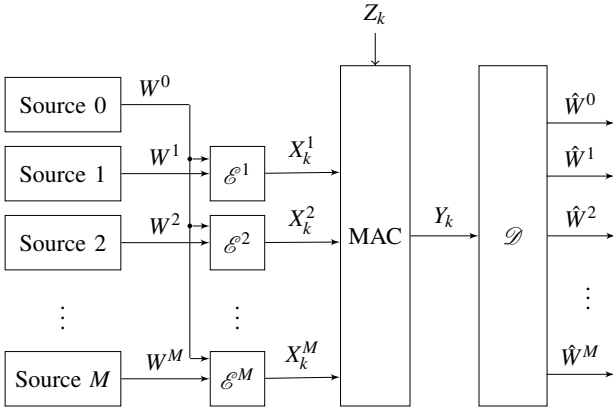 Z_k
Source 0 W^0 Ŵ^0
Source 1 W^1 ℰ^1 X_k^1 Ŵ^1
Source 2 W^2 ℰ^2 X_k^2 MAC Y_k 𝒟 Ŵ^2
⋮ ⋮ ⋮
Source M W^M ℰ^M X_k^M Ŵ^M